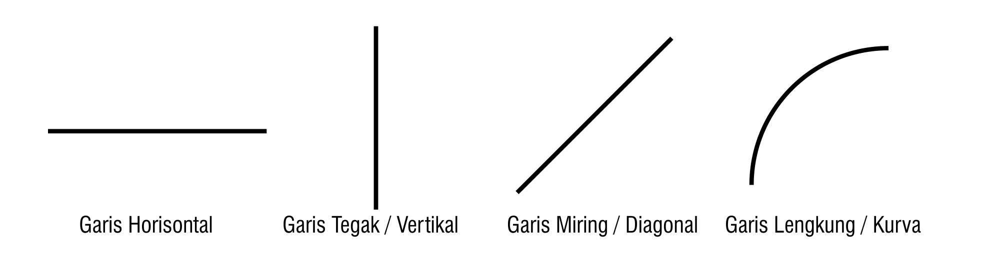 Garis Horisontal
Garis Tegak / Vertikal
Garis Miring / Diagonal
Garis Lengkung / Kurva